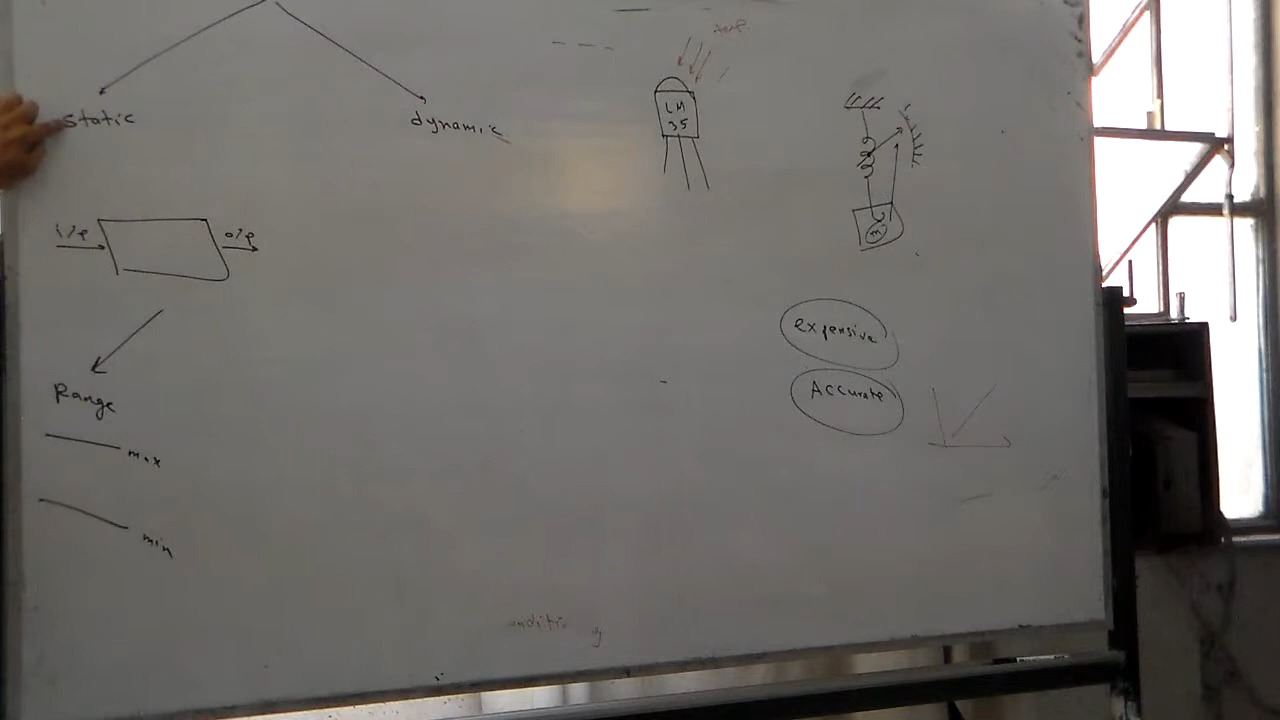 static
dynamic
LM
35
i/p
o/p
expensive
Accurate
Range
max
min